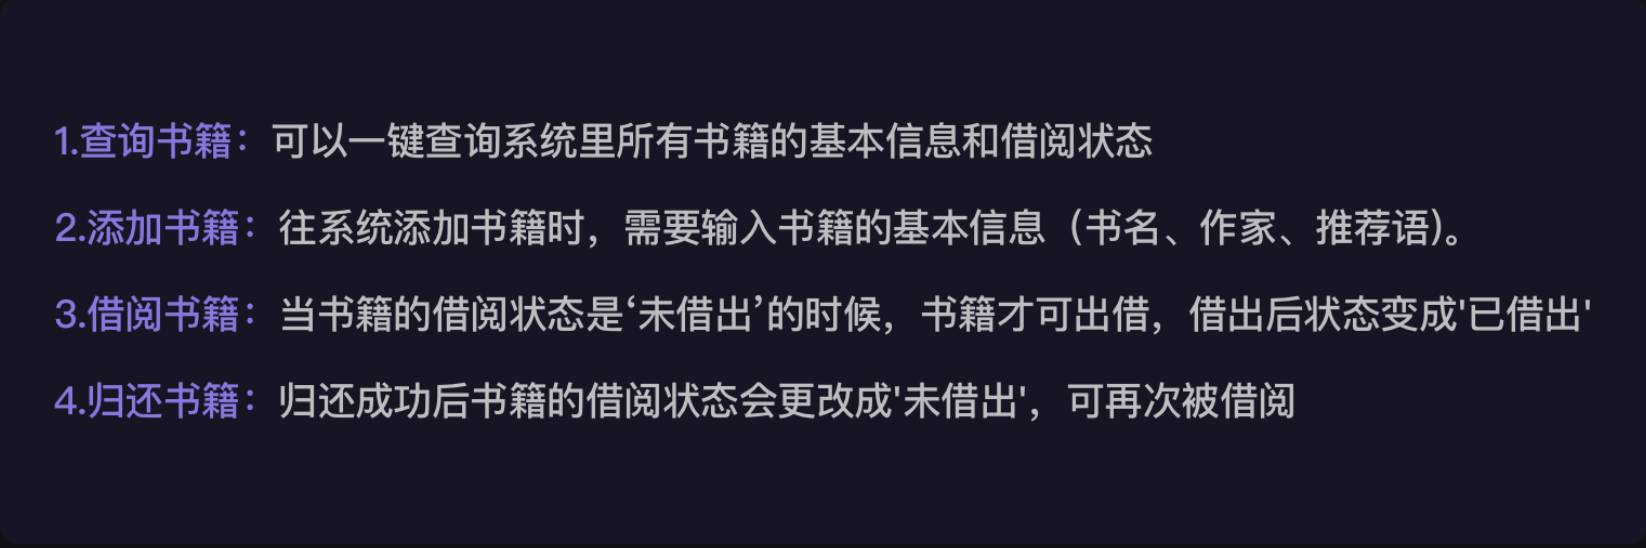 1.查询书籍：可以一键查询系统里所有书籍的基本信息和借阅状态
2.添加书籍：往系统添加书籍时，需要输入书籍的基本信息（书名、作家、推荐语）。
3.借阅书籍：当书籍的借阅状态是‘未借出’的时候，书籍才可出借，借出后状态变成'已借出'
4.归还书籍：归还成功后书籍的借阅状态会更改成'未借出'，可再次被借阅